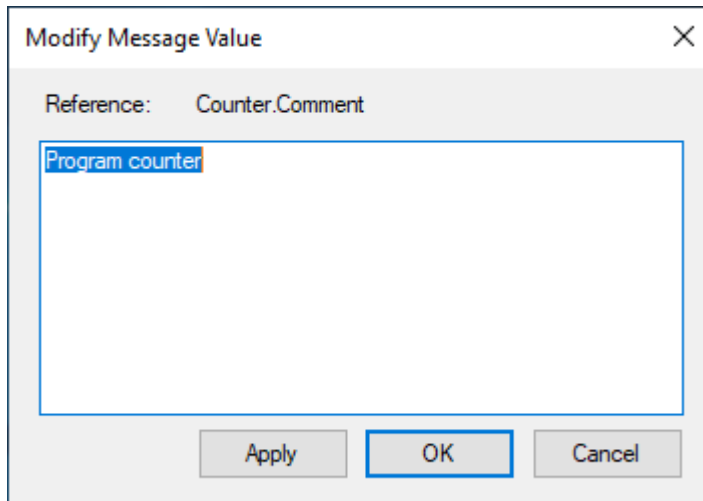 Modify Message Value
Reference: Counter.Comment
Program counter
Apply OK Cancel